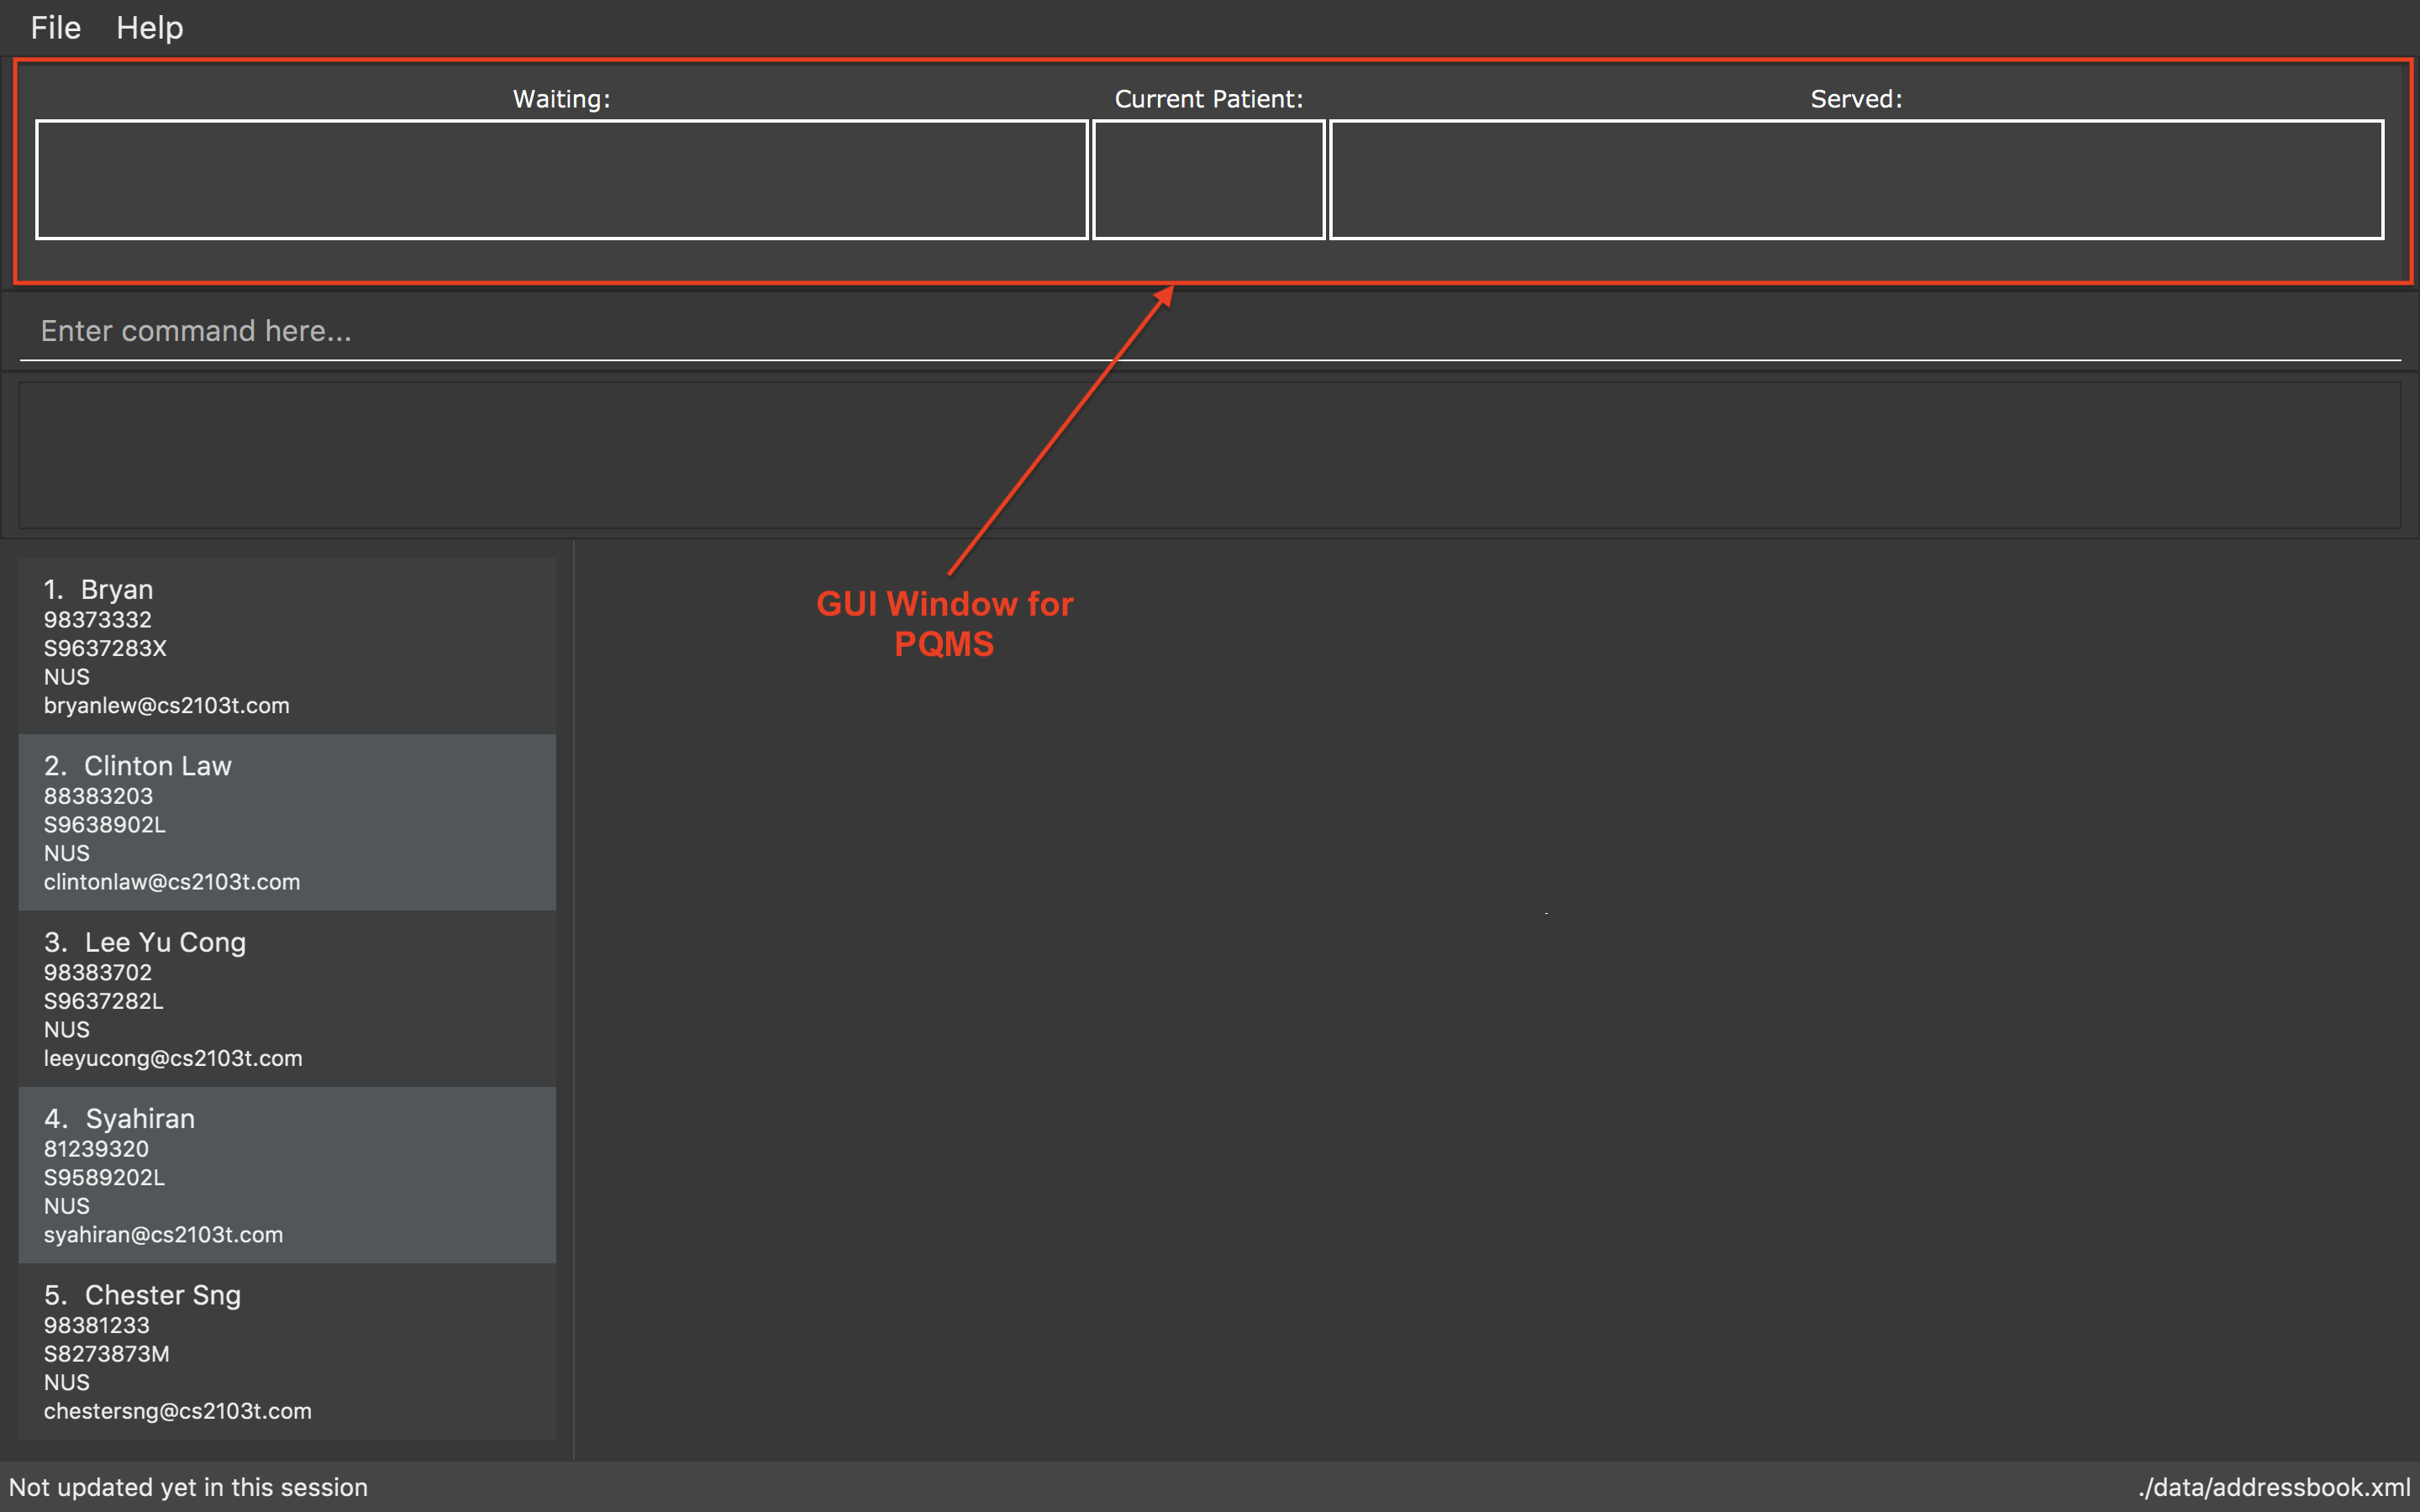 File Help
Waiting: Current Patient: Served:
Enter command here...
GUI Window for
PQMS
1. Bryan
98373332
S9637283X
NUS
bryanlew@cs2103t.com
2. Clinton Law
88383203
S9638902L
NUS
clintonlaw@cs2103t.com
3. Lee Yu Cong
98383702
S9637282L
NUS
leeyucong@cs2103t.com
4. Syahiran
81239320
S9589202L
NUS
syahiran@cs2103t.com
5. Chester Sng
98381233
S8273873M
NUS
chestersng@cs2103t.com
Not updated yet in this session ./data/addressbook.xml